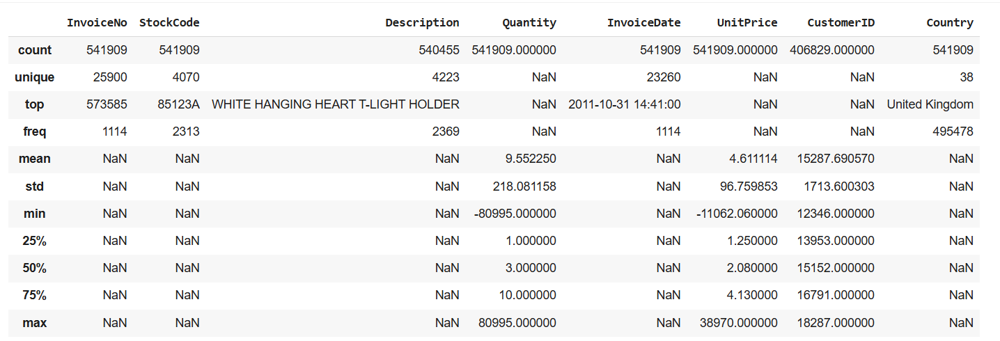 InvoiceNo StockCode Description Quantity InvoiceDate UnitPrice CustomerID Country
count 541909 541909 540455 541909.000000 541909 541909.000000 406829.000000 541909
unique 25900 4070 4223 NaN 23260 NaN NaN 38
top 573585 85123A WHITE HANGING HEART T-LIGHT HOLDER NaN 2011-10-31 14:41:00 NaN NaN United Kingdom
freq 1114 2313 2369 NaN 1114 NaN NaN 495478
mean NaN NaN NaN 9.552250 NaN 4.611114 15287.690570 NaN
std NaN NaN NaN 218.081158 NaN 96.759853 1713.600303 NaN
min NaN NaN NaN -80995.000000 NaN -11062.060000 12346.000000 NaN
25% NaN NaN NaN 1.000000 NaN 1.250000 13953.000000 NaN
50% NaN NaN NaN 3.000000 NaN 2.080000 15152.000000 NaN
75% NaN NaN NaN 10.000000 NaN 4.130000 16791.000000 NaN
max NaN NaN NaN 80995.000000 NaN 38970.000000 18287.000000 NaN